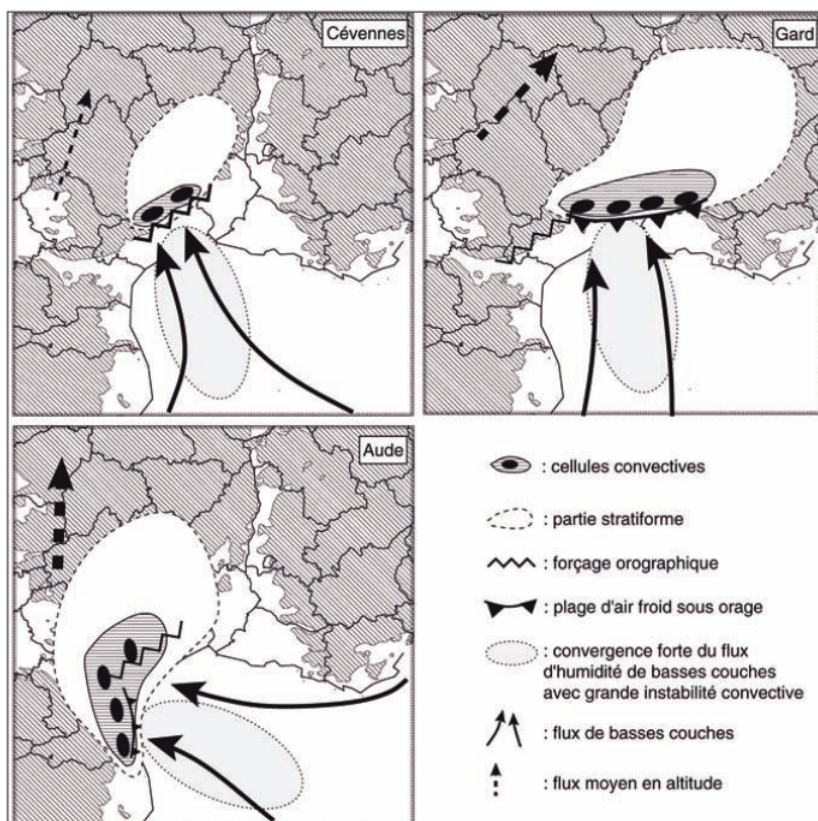 Cévennes
Gard
Aude
: cellules convectives
: partie stratiforme
: forçage orographique
: plage d'air froid sous orage
: convergence forte du flux
d'humidité de basses couches
avec grande instabilité convective
: flux de basses couches
: flux moyen en altitude